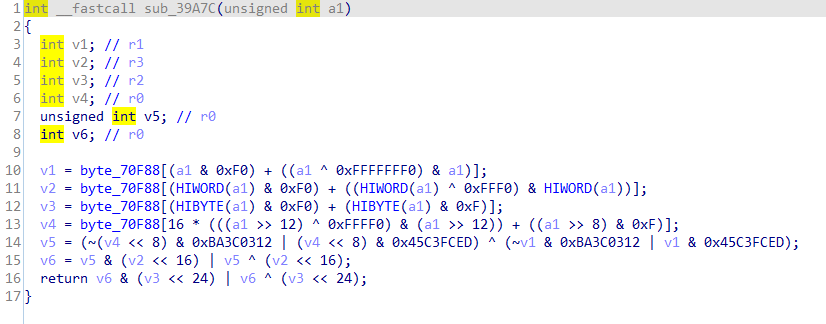 1 int __fastcall sub_39A7C(unsigned int a1)
2 {
3 int v1; // r1
4 int v2; // r3
5 int v3; // r2
6 int v4; // r0
7 unsigned int v5; // r0
8 int v6; // r0
9
10 v1 = byte_70F88[(a1 & 0xF0) + ((a1 ^ 0xFFFFFFF0) & a1)];
11 v2 = byte_70F88[(HIWORD(a1) & 0xF0) + ((HIWORD(a1) ^ 0xFFF0) & HIWORD(a1))];
12 v3 = byte_70F88[(HIBYTE(a1) & 0xF0) + (HIBYTE(a1) & 0xF)];
13 v4 = byte_70F88[16 * (((a1 >> 12) ^ 0xFFFF0) & (a1 >> 12)) + ((a1 >> 8) & 0xF)];
14 v5 = (~(v4 << 8) & 0xBA3C0312 | (v4 << 8) & 0x45C3FCED) ^ (~v1 & 0xBA3C0312 | v1 & 0x45C3FCED);
15 v6 = v5 & (v2 << 16) | v5 ^ (v2 << 16);
16 return v6 & (v3 << 24) | v6 ^ (v3 << 24);
17 }